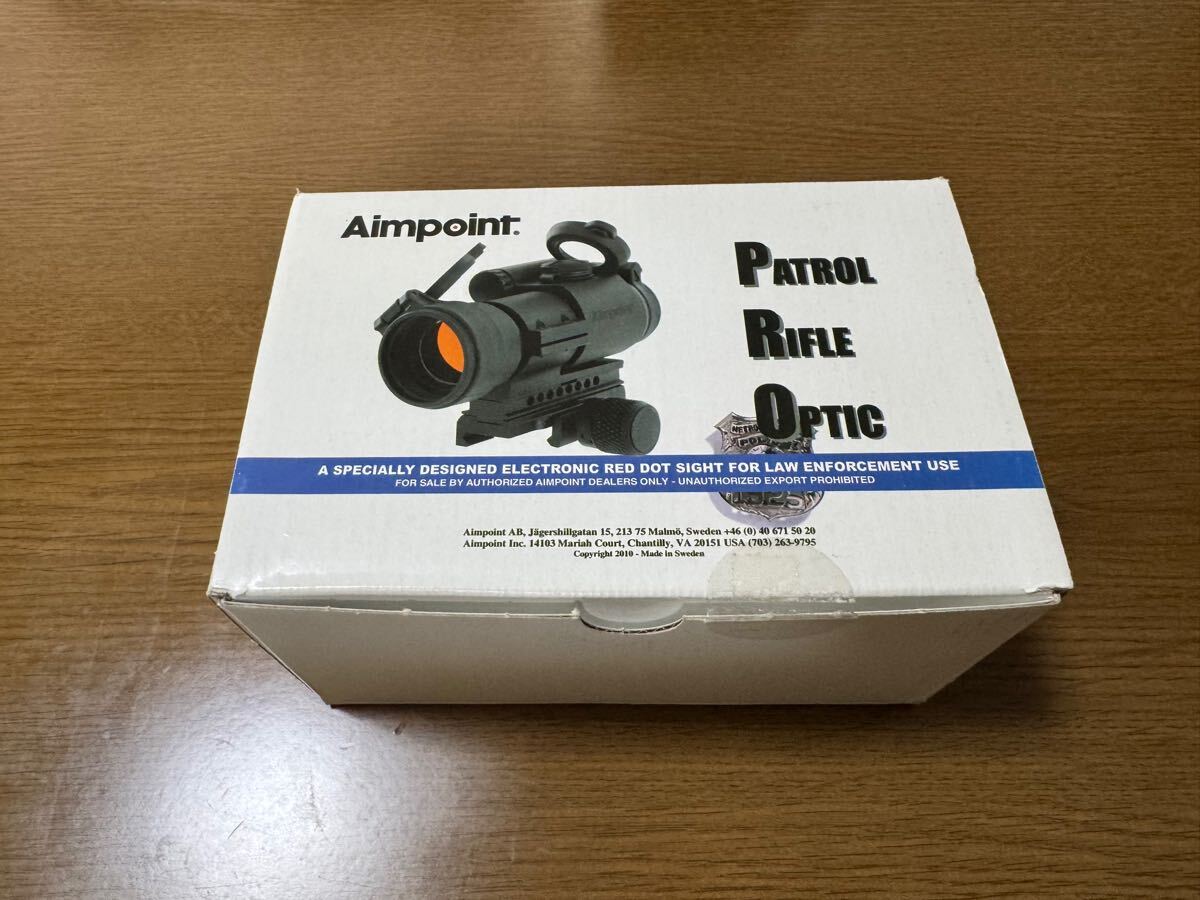 Aimpoint®
PATROL
RIFLE
OPTIC
METRO
POLICE
A SPECIALLY DESIGNED ELECTRONIC RED DOT SIGHT FOR LAW ENFORCEMENT USE
FOR SALE BY AUTHORIZED AIMPOINT DEALERS ONLY - UNAUTHORIZED EXPORT PROHIBITED
Aimpoint AB, Jägershillgatan 15, 213 75 Malmö, Sweden +46 (0) 40 671 50 20
Aimpoint Inc. 14103 Mariah Court, Chantilly, VA 20151 USA (703) 263-9795
Copyright 2010 - Made in Sweden